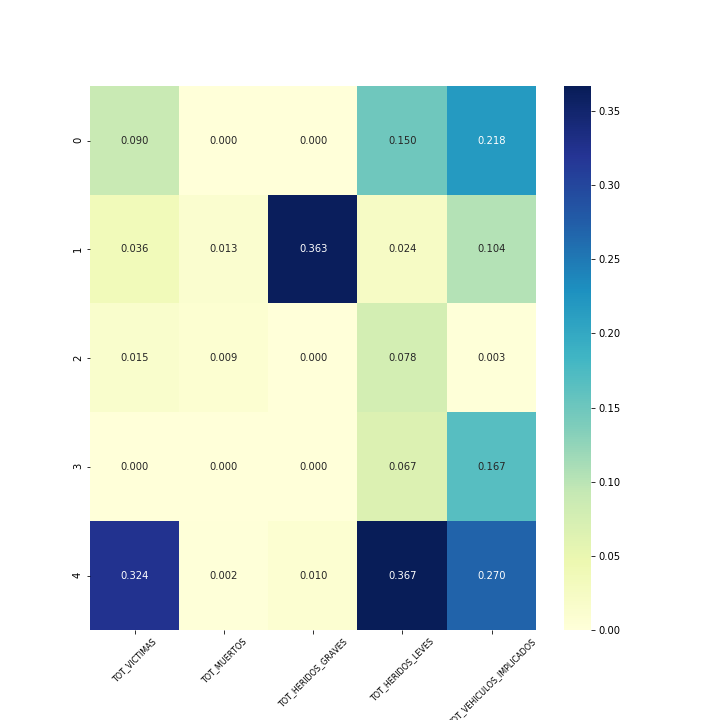 0 0.090 0.000 0.000 0.150 0.218
1 0.036 0.013 0.363 0.024 0.104
2 0.015 0.009 0.000 0.078 0.003
3 0.000 0.000 0.000 0.067 0.167
4 0.324 0.002 0.010 0.367 0.270
TOT_VICTIMAS
TOT_MUERTOS
TOT_HERIDOS_GRAVES
TOT_HERIDOS_LEVES
OT_VEHICULOS_IMPLICADOS
0.35
0.30
0.25
0.20
0.15
0.10
0.05
0.00